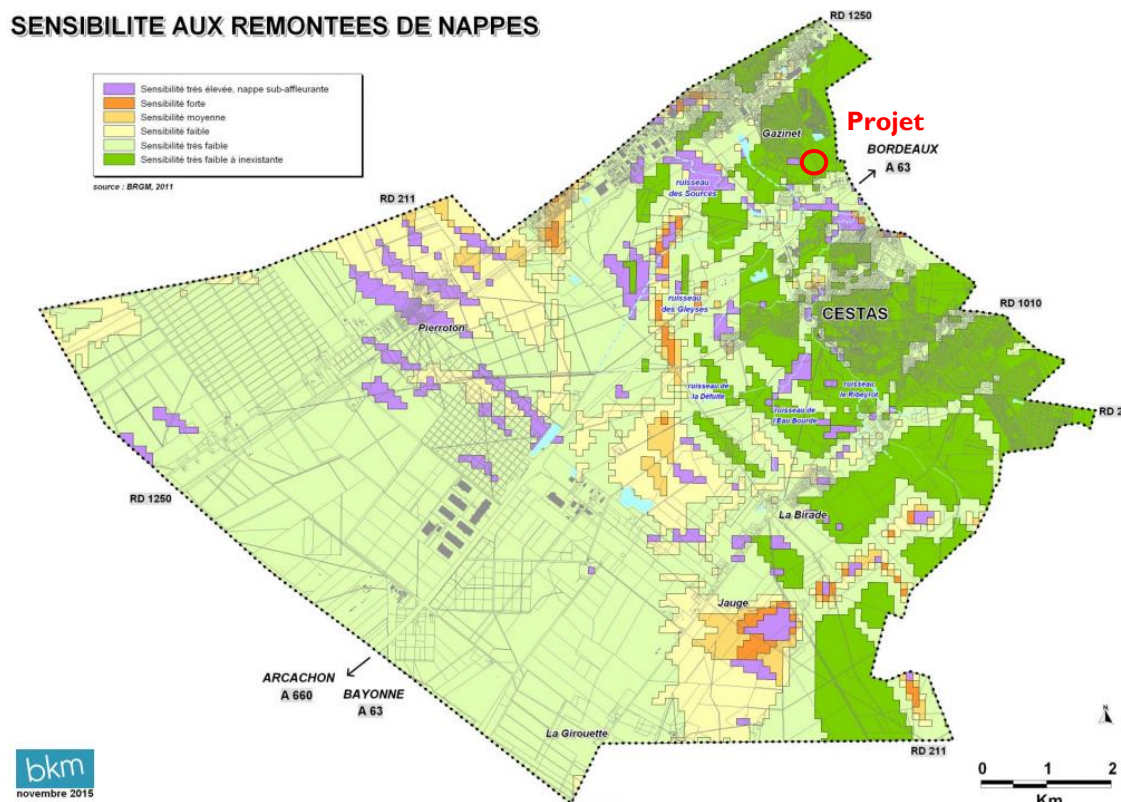 SENSIBILITE AUX REMONTEES DE NAPPES
RD 1250
Sensibilité très élevée, nappe sub-affleurante
Sensibilité forte
Sensibilité moyenne
Sensibilité faible
Sensibilité très faible
Sensibilité très faible à inexistante
source : BRGM, 2011
Projet
Gazinet
BORDEAUX
A 63
ruisseau
des Sources
RD 211
ruisseau
des Gleyses
RD 1010
CESTAS
Pierroton
ruisseau de
la Défuite
ruisseau
le Ribeyrot
ruisseau de
l'Eau Bourde
RD 2
RD 1250
La Birade
Jauge
ARCACHON
A 660
BAYONNE
A 63
La Girouette
RD 211
N
bkm
novembre 2015
0 1 2
Km